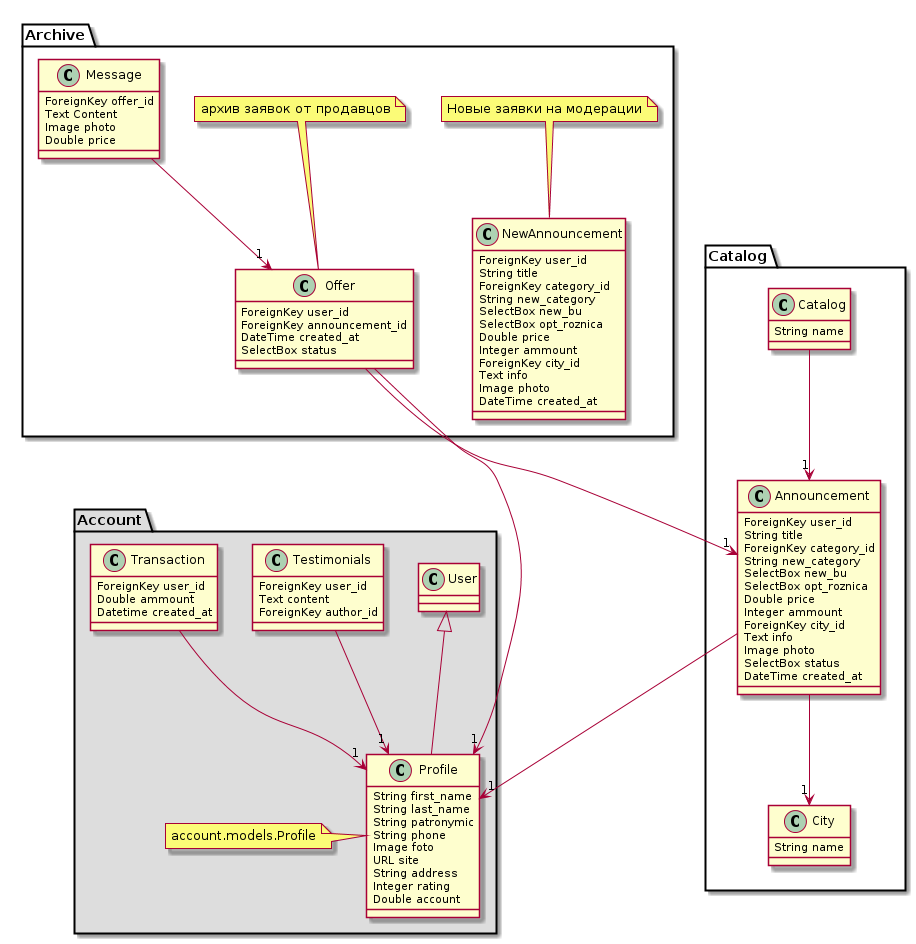 Archive
C Message
ForeignKey offer_id
Text Content
Image photo
Double price
архив заявок от продавцов
Новые заявки на модерации
1
C Offer
ForeignKey user_id
ForeignKey announcement_id
DateTime created_at
SelectBox status
C NewAnnouncement
ForeignKey user_id
String title
ForeignKey category_id
String new_category
SelectBox new_bu
SelectBox opt_roznica
Double price
Integer ammount
ForeignKey city_id
Text info
Image photo
DateTime created_at
Catalog
C Catalog
String name
1
1
C Announcement
ForeignKey user_id
String title
ForeignKey category_id
String new_category
SelectBox new_bu
SelectBox opt_roznica
Double price
Integer ammount
ForeignKey city_id
Text info
Image photo
SelectBox status
DateTime created_at
1
C City
String name
Account
C Transaction
ForeignKey user_id
Double ammount
Datetime created_at
C Testimonials
ForeignKey user_id
Text content
ForeignKey author_id
C User
1
1
1
1
C Profile
String first_name
String last_name
String patronymic
String phone
Image foto
URL site
String address
Integer rating
Double account
account.models.Profile